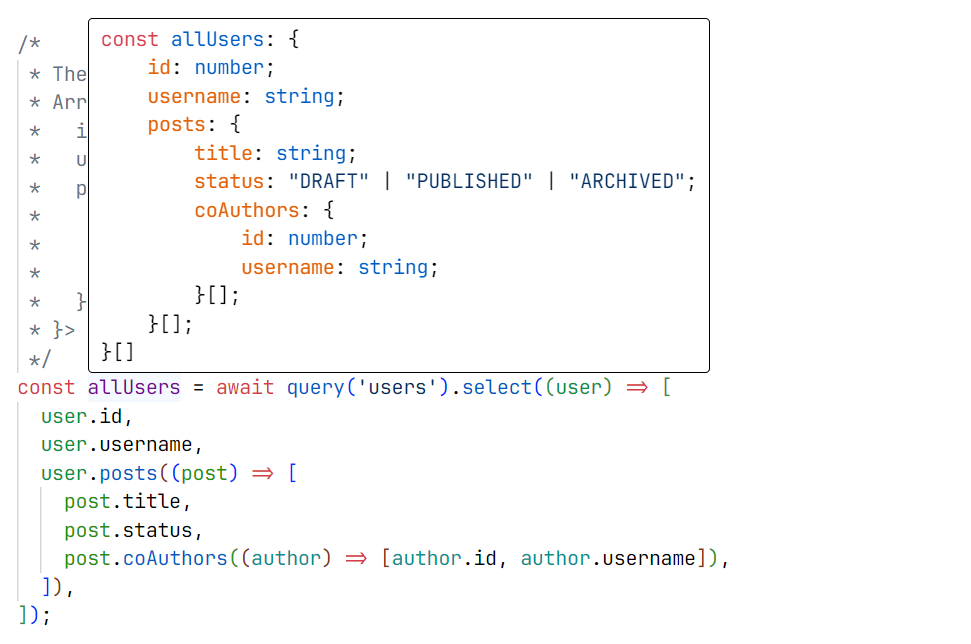 /*
 * The
 * Arr
 *   i
 *   u
 *   p
 *
 *
 *
 *   }
 * }>
 */
const allUsers: {
    id: number;
    username: string;
    posts: {
        title: string;
        status: "DRAFT" | "PUBLISHED" | "ARCHIVED";
        coAuthors: {
            id: number;
            username: string;
        }[];
    }[];
}[]
const allUsers = await query('users').select((user) => [
  user.id,
  user.username,
  user.posts((post) => [
    post.title,
    post.status,
    post.coAuthors((author) => [author.id, author.username]),
  ]),
]);